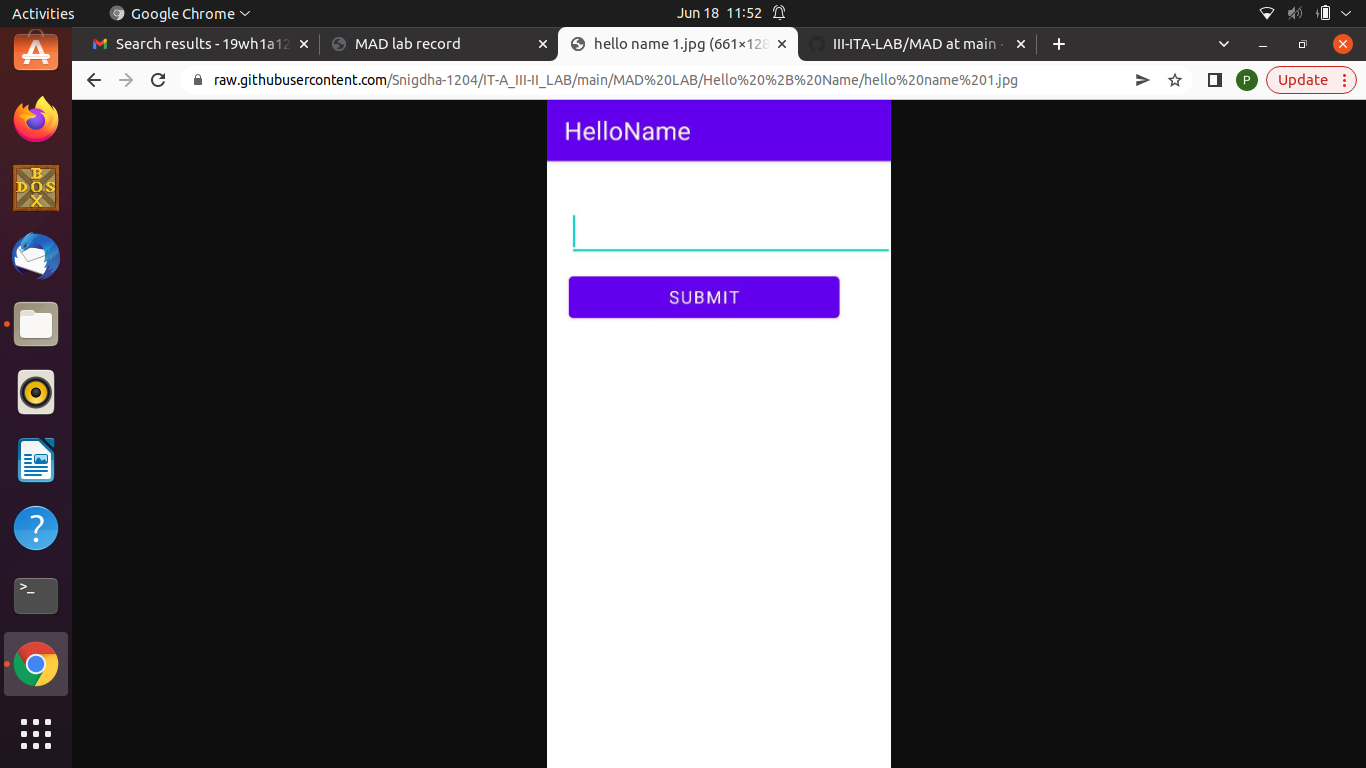 Activities
Google Chrome
Jun 18 11:52
Search results - 19wh1a12
MAD lab record
hello name 1.jpg (661×128
III-ITA-LAB/MAD at main ·
raw.githubusercontent.com/Snigdha-1204/IT-A_III-II_LAB/main/MAD%20LAB/Hello%20%2B%20Name/hello%20name%201.jpg
P
Update
HelloName
SUBMIT
BO
DOS
X
?
>_